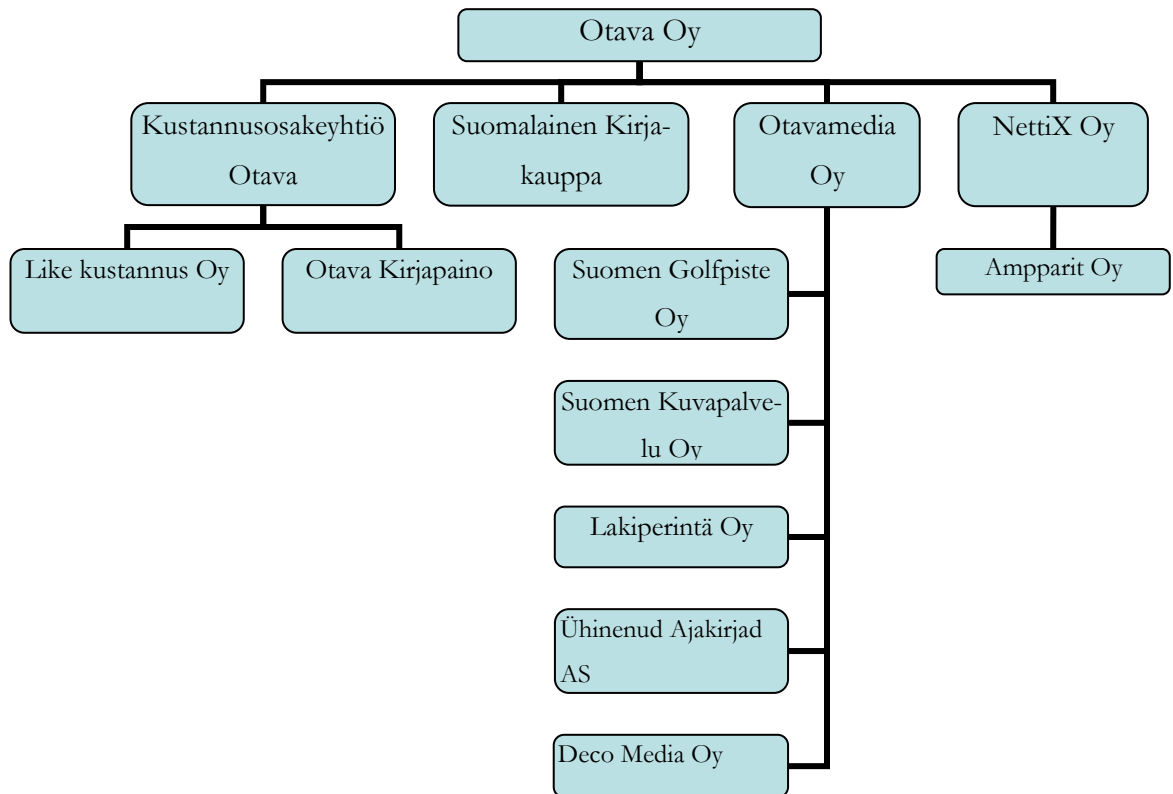 Otava Oy
Kustannusosakeyhtiö
Otava
Suomalainen Kirja-
kauppa
Otavamedia
Oy
NettiX Oy
Like kustannus Oy
Otava Kirjapaino
Suomen Golfpiste
Oy
Ampparit Oy
Suomen Kuvapalve-
lu Oy
Lakiperintä Oy
Ühinenud Ajakirjad
AS
Deco Media Oy